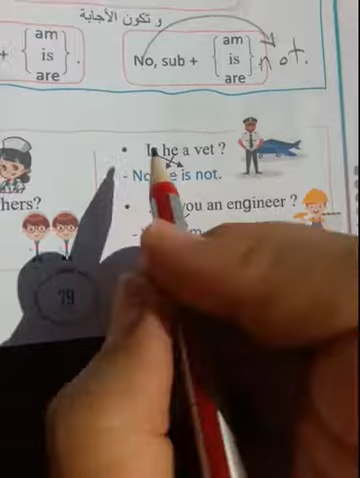 و تكون الأجابة
+ { am is are } .
No, sub + { am is are } not.
• Is he a vet ?
- No, he is not.
hers?
• you an engineer ?
79